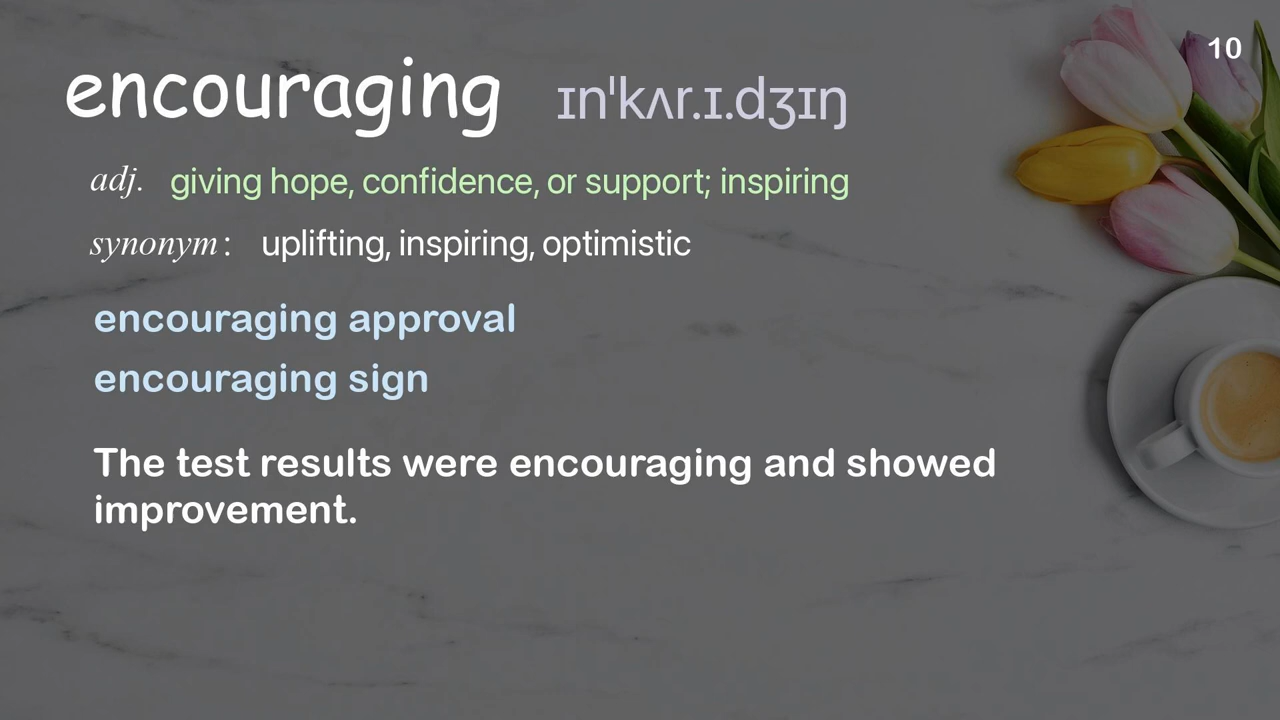 10
encouraging ɪnˈkʌr.ɪ.dʒɪŋ
adj. giving hope, confidence, or support; inspiring
synonym: uplifting, inspiring, optimistic
encouraging approval
encouraging sign
The test results were encouraging and showed
improvement.